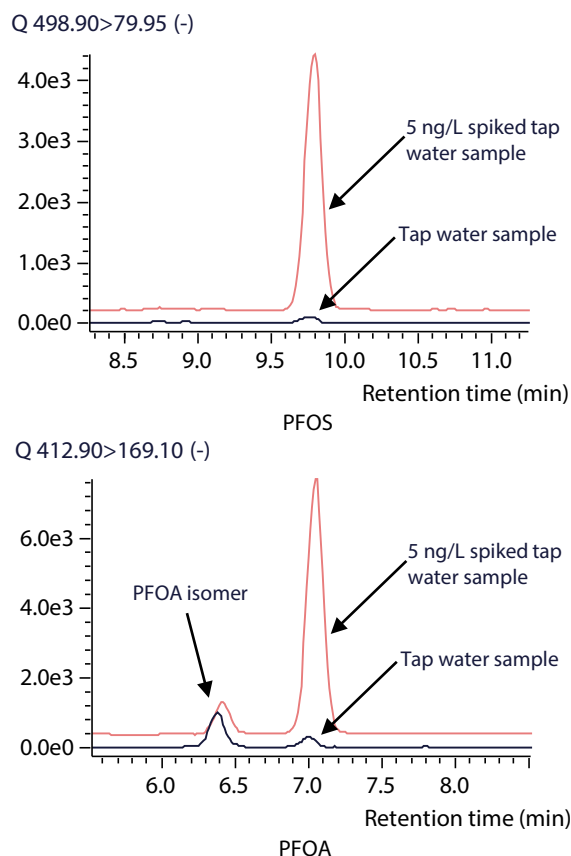 Q 498.90>79.95 (-)
4.0e3
3.0e3
2.0e3
1.0e3
0.0e0
5 ng/L spiked tap
water sample
Tap water sample
8.5 9.0 9.5 10.0 10.5 11.0
Retention time (min)
PFOS
Q 412.90>169.10 (-)
6.0e3
4.0e3
2.0e3
0.0e0
PFOA isomer
5 ng/L spiked tap
water sample
Tap water sample
6.0 6.5 7.0 7.5 8.0
Retention time (min)
PFOA